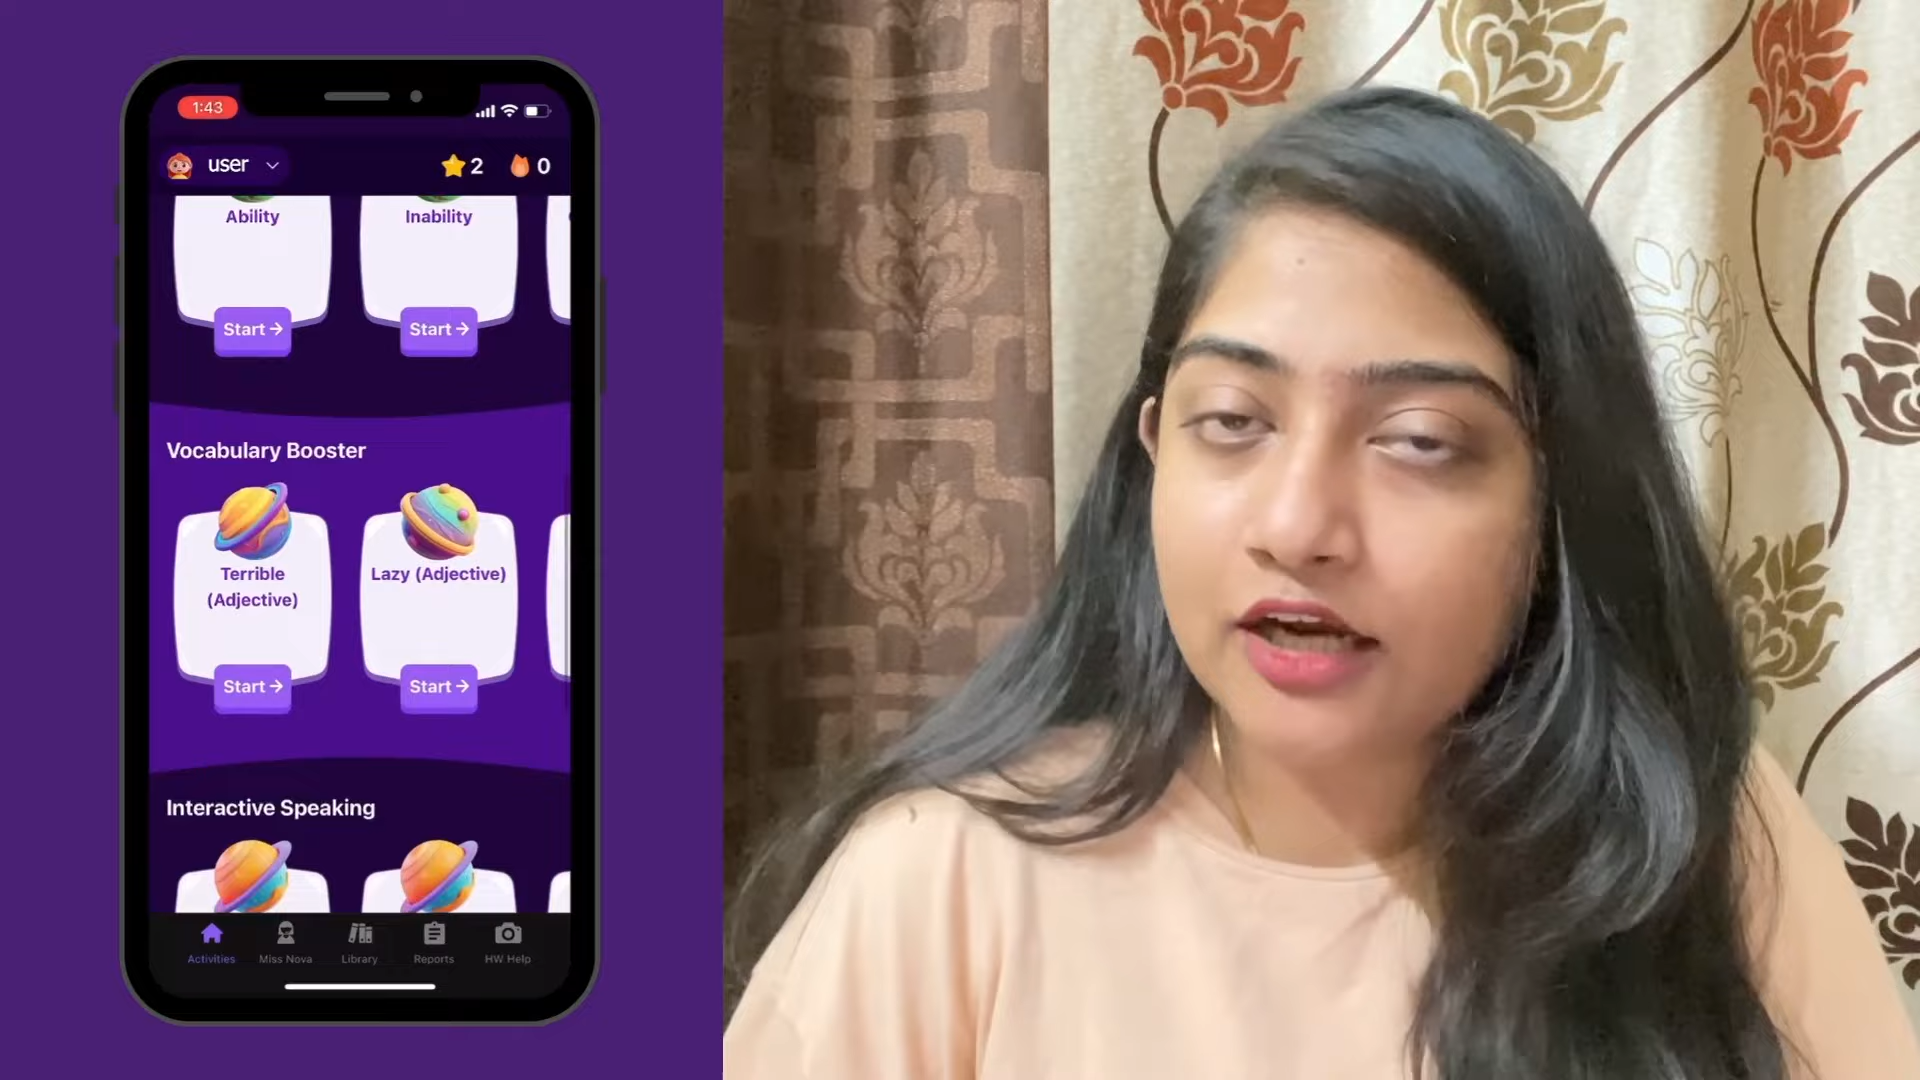 1:43
user
2
0
Ability
Inability
Start →
Start →
Vocabulary Booster
Terrible
(Adjective)
Lazy (Adjective)
Start →
Start →
Interactive Speaking
Activities
Miss Nova
Library
Reports
HW Help